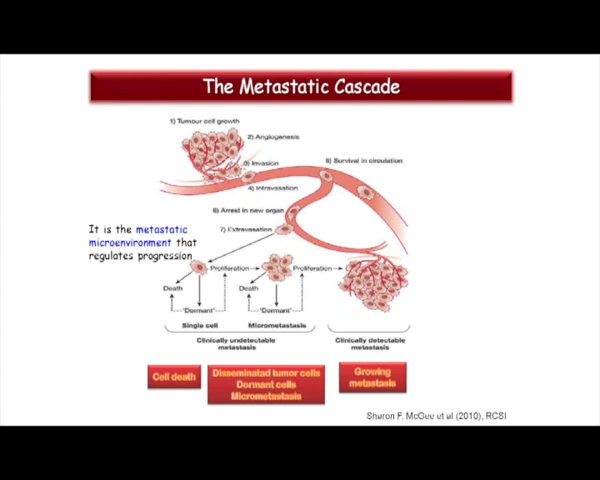 The Metastatic Cascade
1) Tumour cell growth
2) Angiogenesis
3) Invasion
5) Survival in circulation
4) Intravasation
6) Arrest in new organ
7) Extravasation
It is the metastatic
microenvironment that
regulates progression
Proliferation
Proliferation
Death
Death
'Dormant'
'Dormant'
Single cell
Micrometastasis
Clinically undetectable
metastasis
Clinically detectable
metastasis
Cell death
Disseminatad tumor cells
Dormant cells
Micrometastasis
Growing
metastasis
Sharon F. McGee et al (2010), RCSI